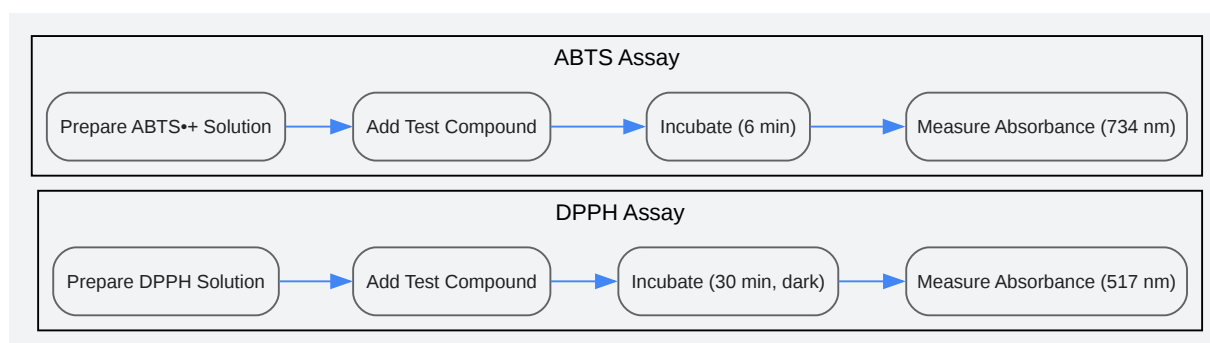 ABTS Assay
Prepare ABTS•+ Solution
Add Test Compound
Incubate (6 min)
Measure Absorbance (734 nm)
DPPH Assay
Prepare DPPH Solution
Add Test Compound
Incubate (30 min, dark)
Measure Absorbance (517 nm)